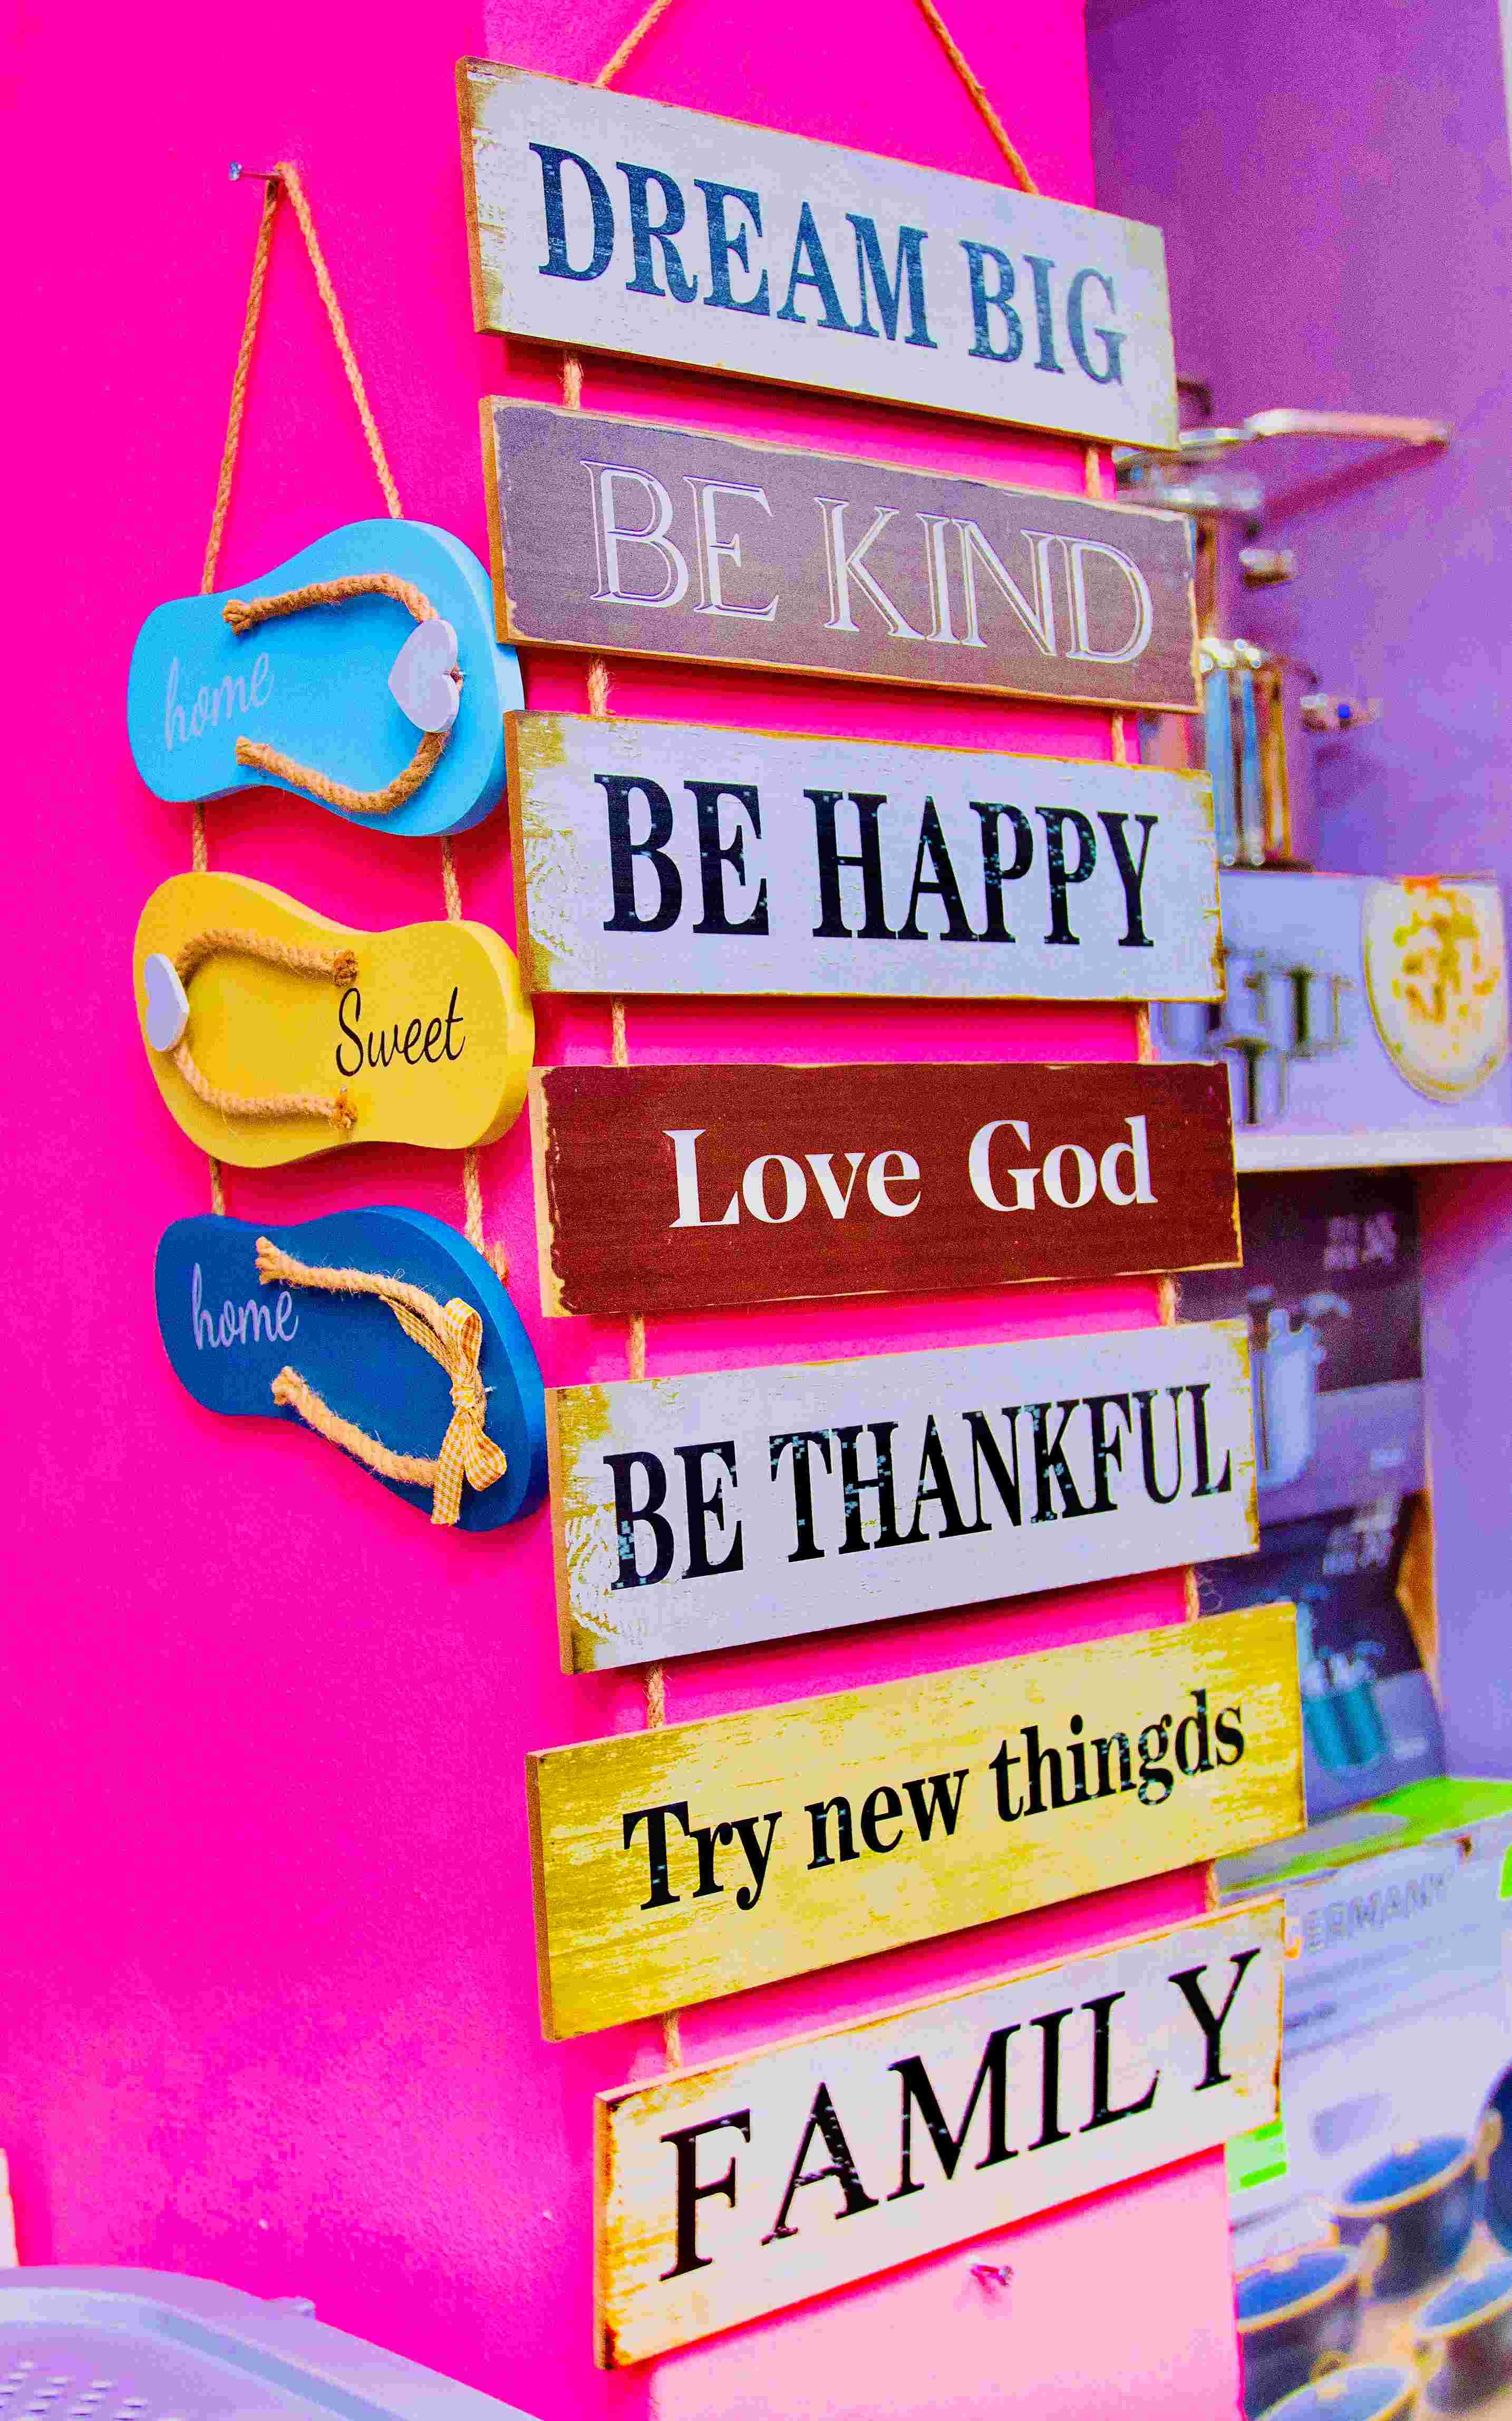 DREAM BIG
BE KIND
BE HAPPY
Love God
BE THANKFUL
Try new thingds
FAMILY
home
Sweet
home